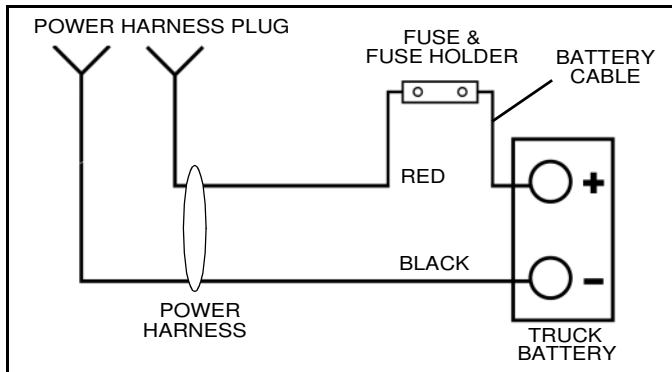 POWER HARNESS PLUG
FUSE &
FUSE HOLDER
BATTERY
CABLE
RED
+
BLACK
-
POWER
HARNESS
TRUCK
BATTERY